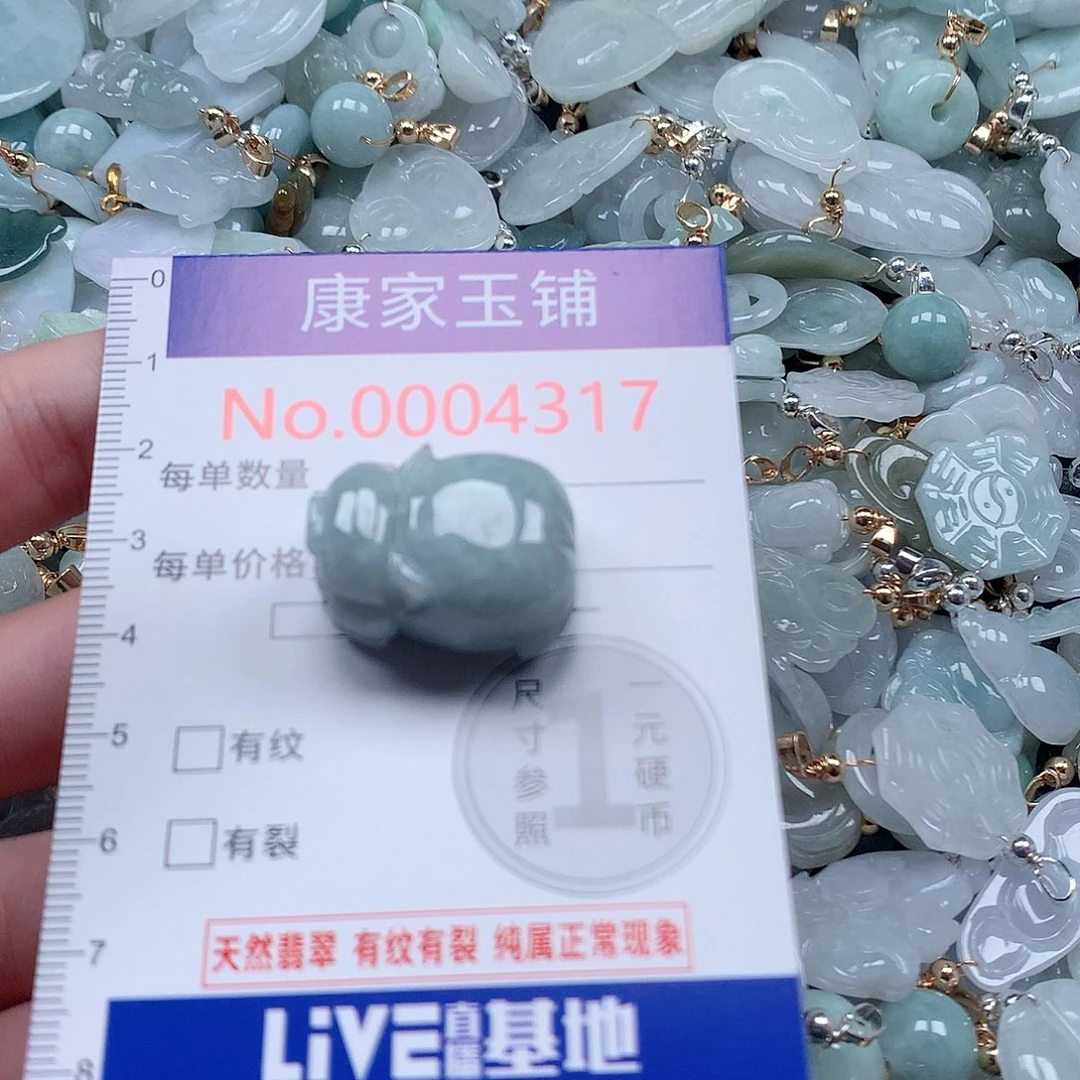 康家玉铺
No.0004317
每单数量
每单价格
有纹
有裂
尺寸参照
1
一元硬币
天然翡翠 有纹有裂 纯属正常现象
LiVE直播基地
0
1
2
3
4
5
6
7
8